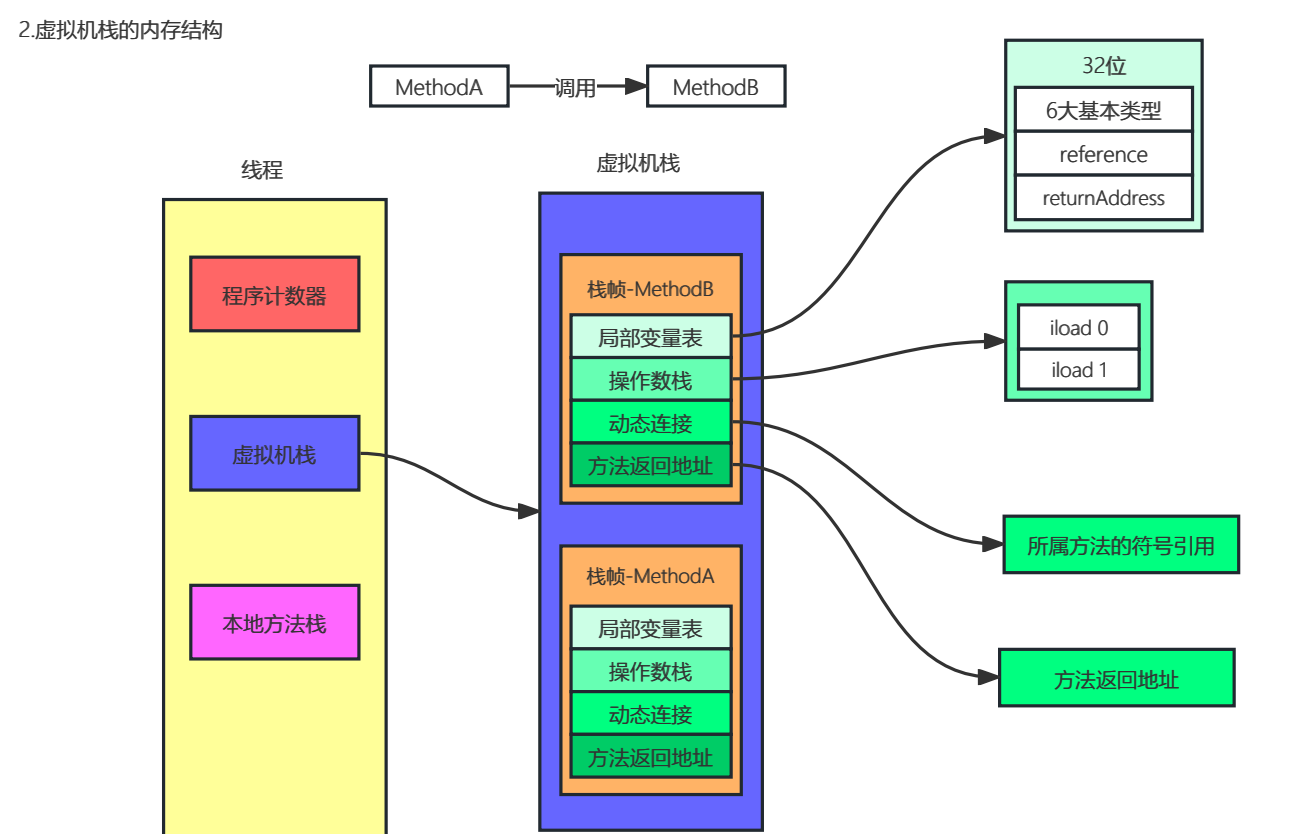 2.虚拟机栈的内存结构
MethodA
调用
MethodB
线程
程序计数器
虚拟机栈
本地方法栈
虚拟机栈
栈帧-MethodB
局部变量表
操作数栈
动态连接
方法返回地址
栈帧-MethodA
局部变量表
操作数栈
动态连接
方法返回地址
32位
6大基本类型
reference
returnAddress
iload 0
iload 1
所属方法的符号引用
方法返回地址